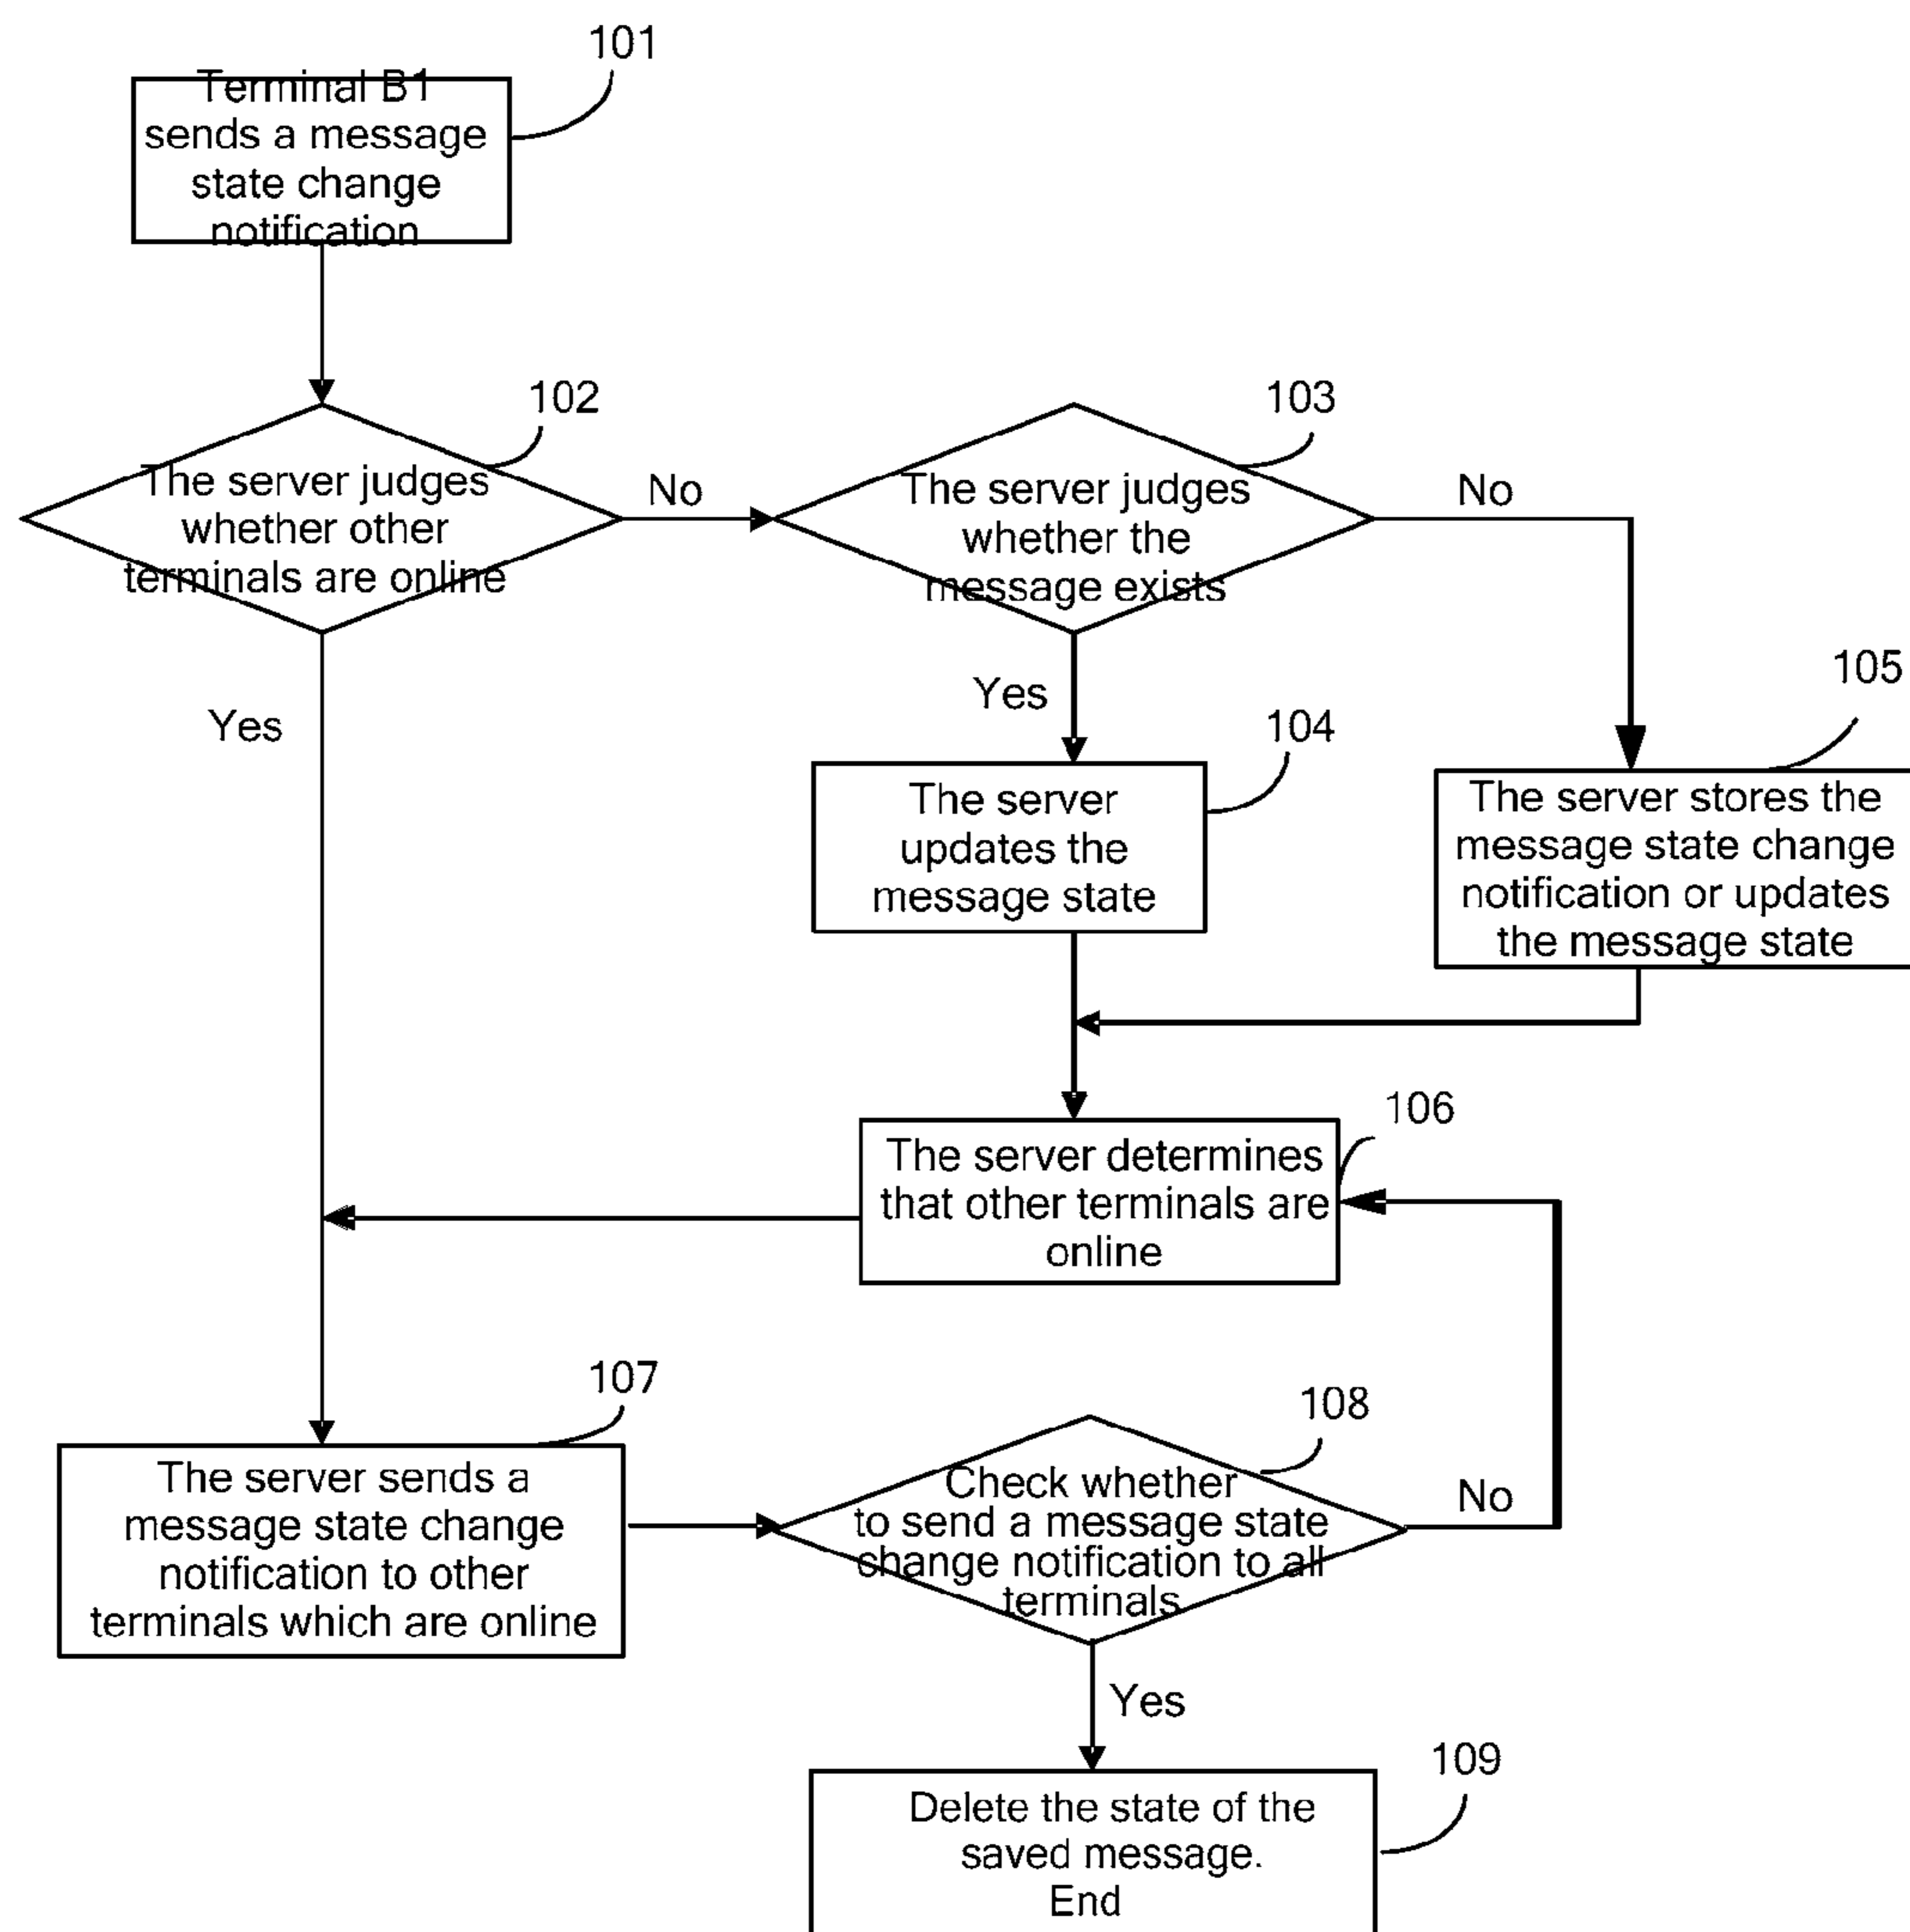 101
Terminal B1
sends a message
state change
notification
102
The server judges
whether other
terminals are online
No
103
The server judges
whether the
message exists
No
Yes
Yes
104
The server
updates the
message state
105
The server stores the
message state change
notification or updates
the message state
106
The server determines
that other terminals are
online
107
The server sends a
message state change
notification to other
terminals which are online
108
Check whether
to send a message state
change notification to all
terminals
No
Yes
109
Delete the state of the
saved message.
End